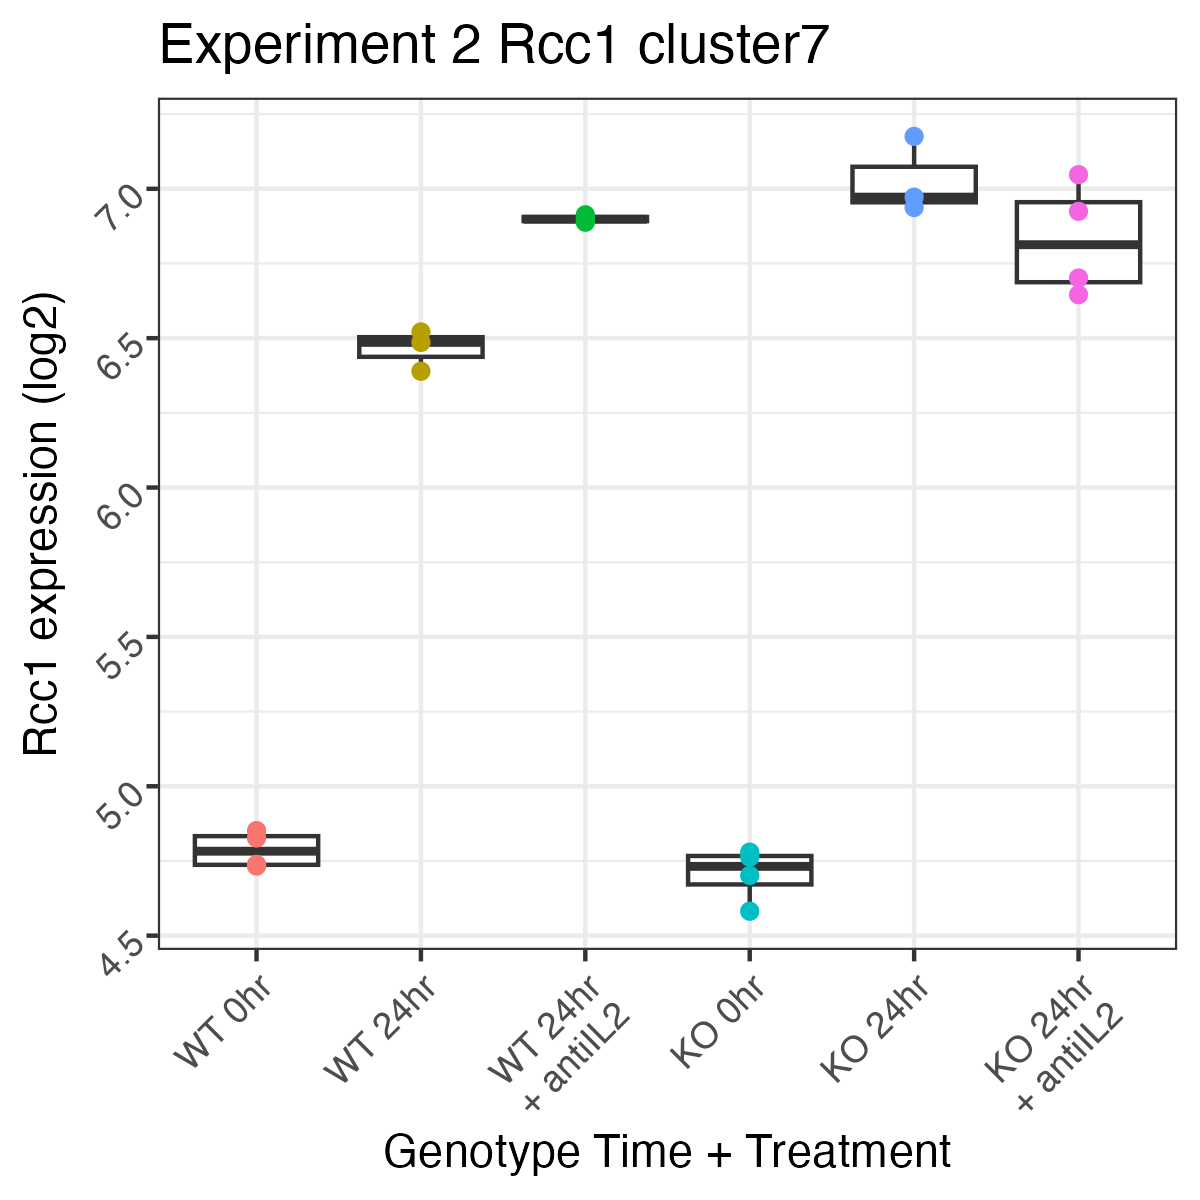 Experiment 2 Rcc1 cluster7
Rcc1 expression (log2)
7.0
6.5
6.0
5.5
5.0
4.5
WT 0hr
WT 24hr
WT 24hr
+ antiIL2
KO 0hr
KO 24hr
KO 24hr
+ antiIL2
Genotype Time + Treatment